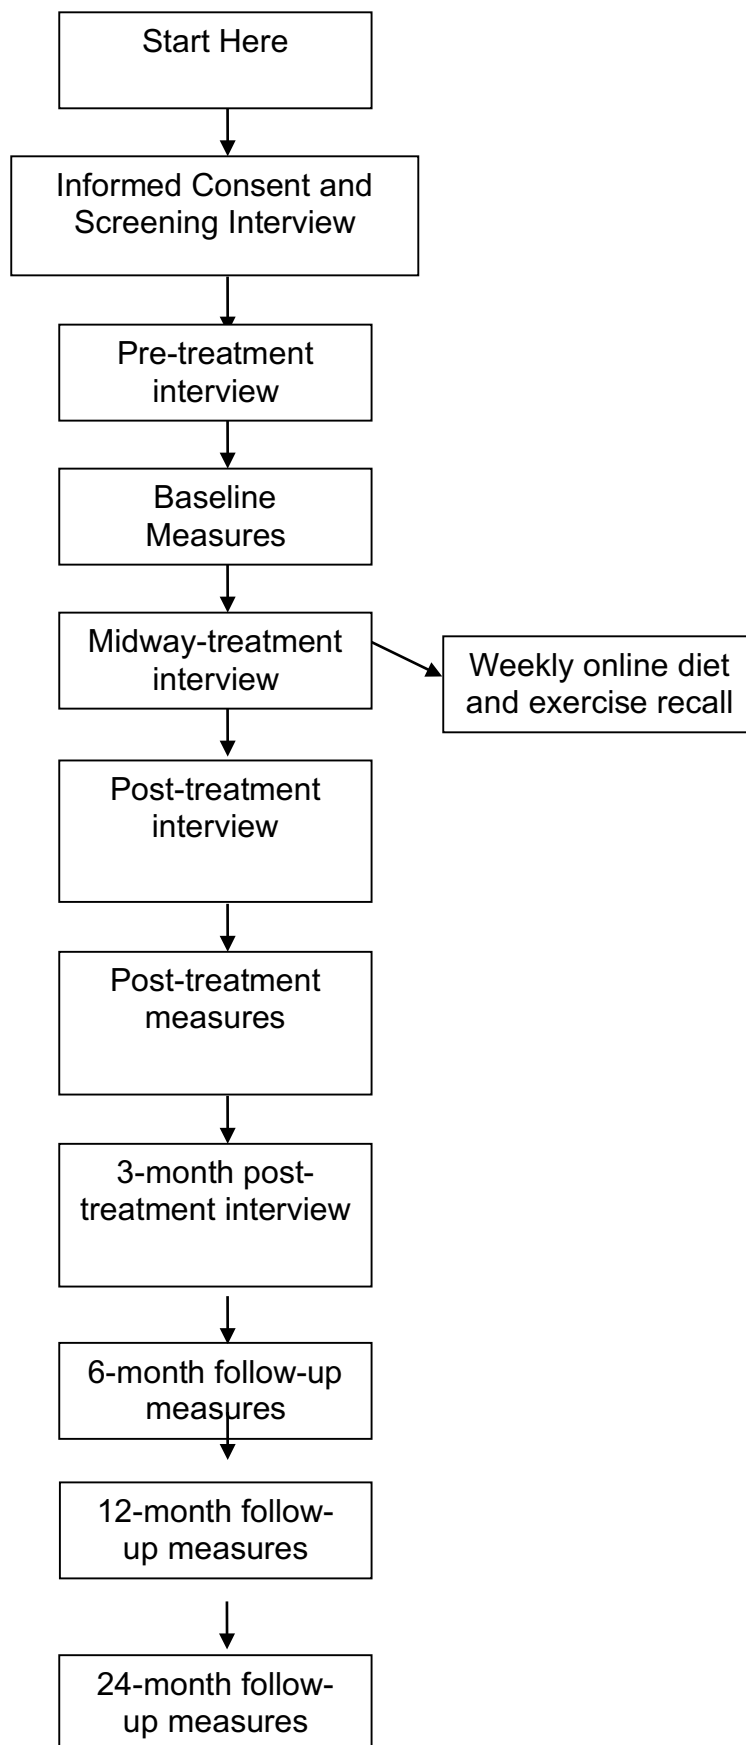 Start Here
Informed Consent and
Screening Interview
Pre-treatment
interview
Baseline
Measures
Midway-treatment
interview
Weekly online diet
and exercise recall
Post-treatment
interview
Post-treatment
measures
3-month post-
treatment interview
6-month follow-up
measures
12-month follow-
up measures
24-month follow-
up measures